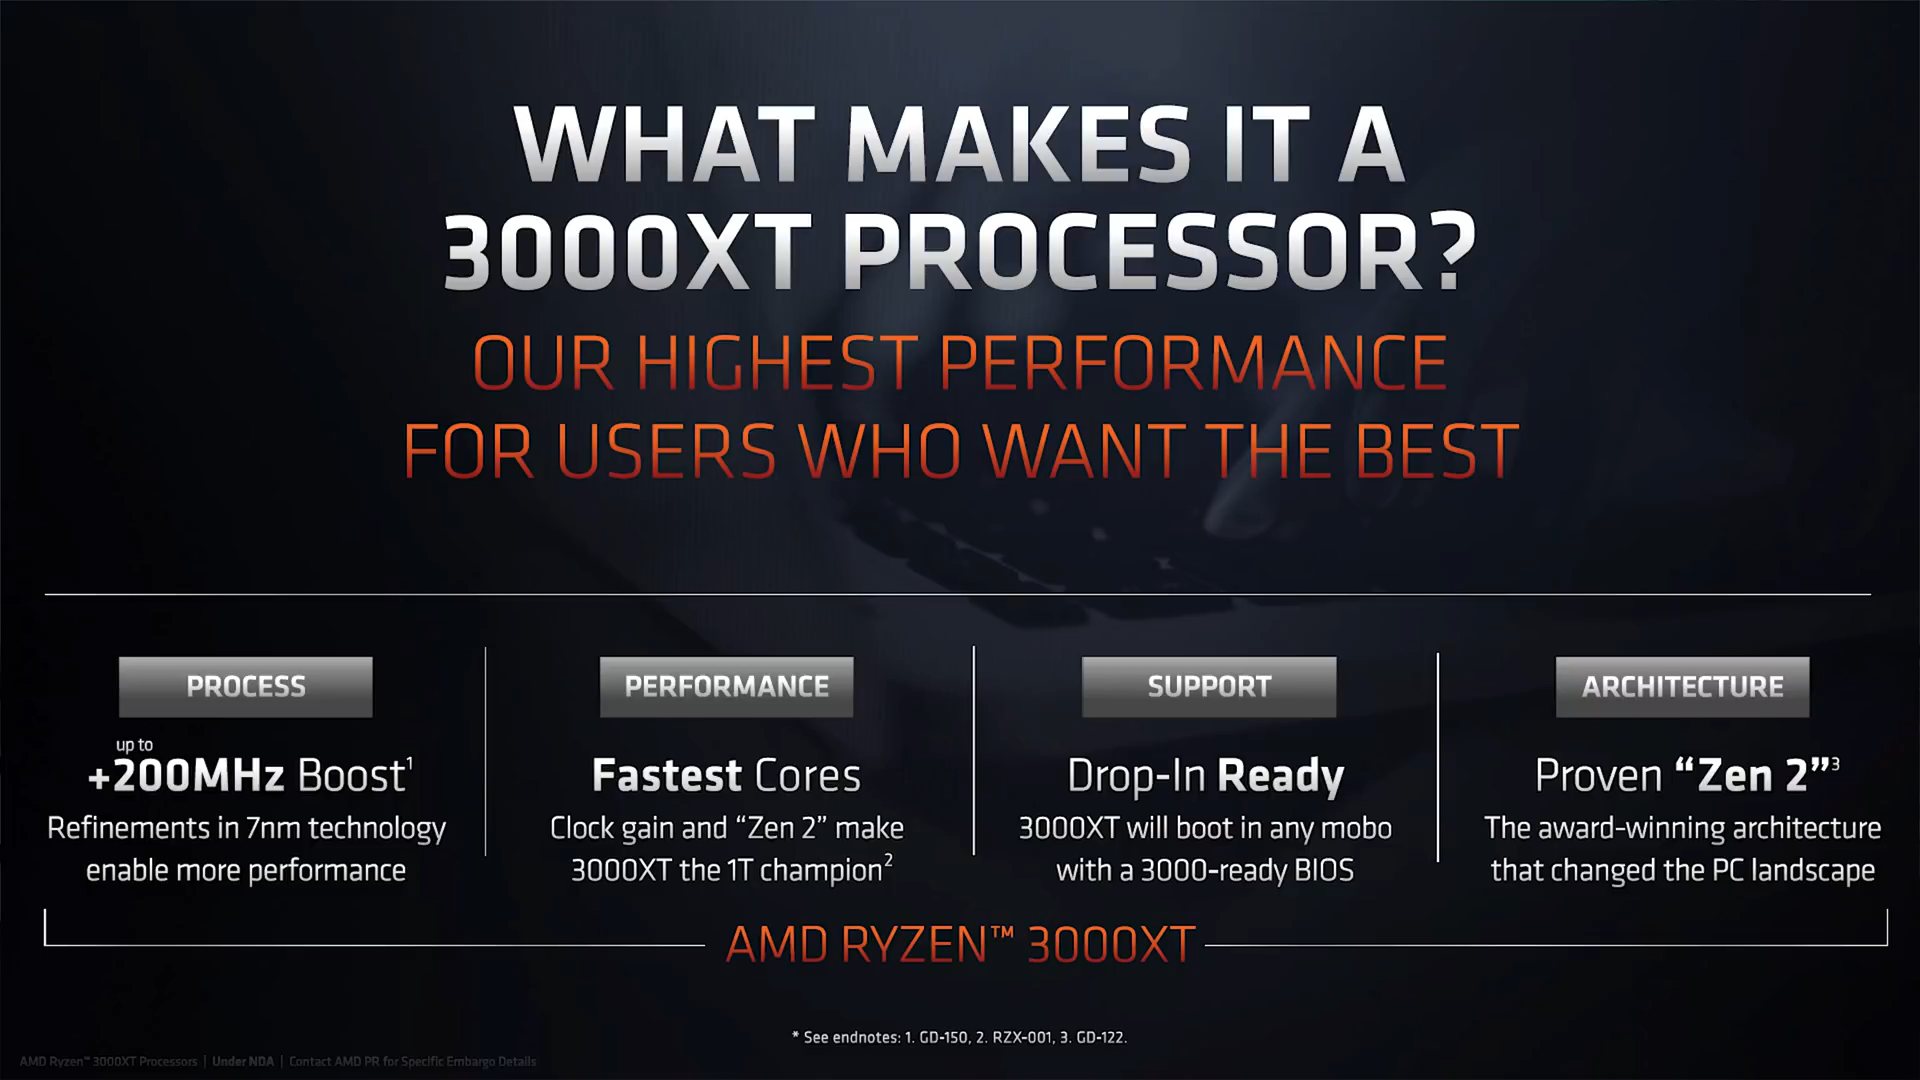 WHAT MAKES IT A
3000XT PROCESSOR?
OUR HIGHEST PERFORMANCE
FOR USERS WHO WANT THE BEST
PROCESS
up to
+200MHz Boost¹
Refinements in 7nm technology
enable more performance
PERFORMANCE
Fastest Cores
Clock gain and “Zen 2” make
3000XT the 1T champion²
SUPPORT
Drop-In Ready
3000XT will boot in any mobo
with a 3000-ready BIOS
ARCHITECTURE
Proven “Zen 2”³
The award-winning architecture
that changed the PC landscape
AMD RYZEN™ 3000XT
* See endnotes: 1. GD-150, 2. RZX-001, 3. GD-122.
AMD Ryzen™ 3000XT Processors | Under NDA | Contact AMD PR for Specific Embargo Details